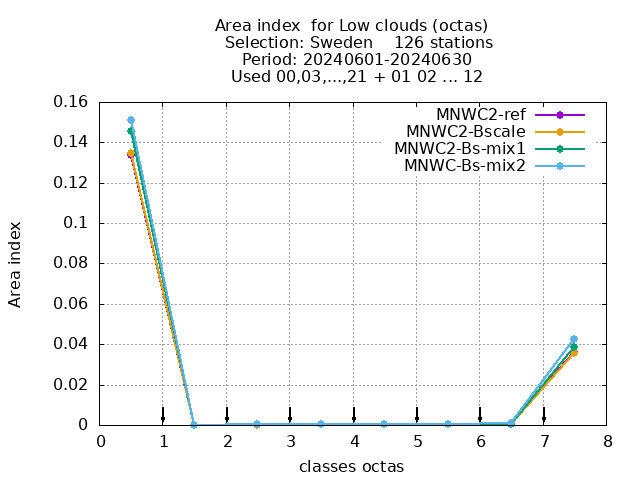 Area index  for Low clouds (octas)
Selection: Sweden    126 stations
Period: 20240601-20240630
Used 00,03,...,21 + 01 02 ... 12
MNWC2-ref
MNWC2-Bscale
MNWC2-Bs-mix1
MNWC-Bs-mix2
0.16
0.14
0.12
0.1
0.08
0.06
0.04
0.02
0
Area index
0 1 2 3 4 5 6 7 8
classes octas